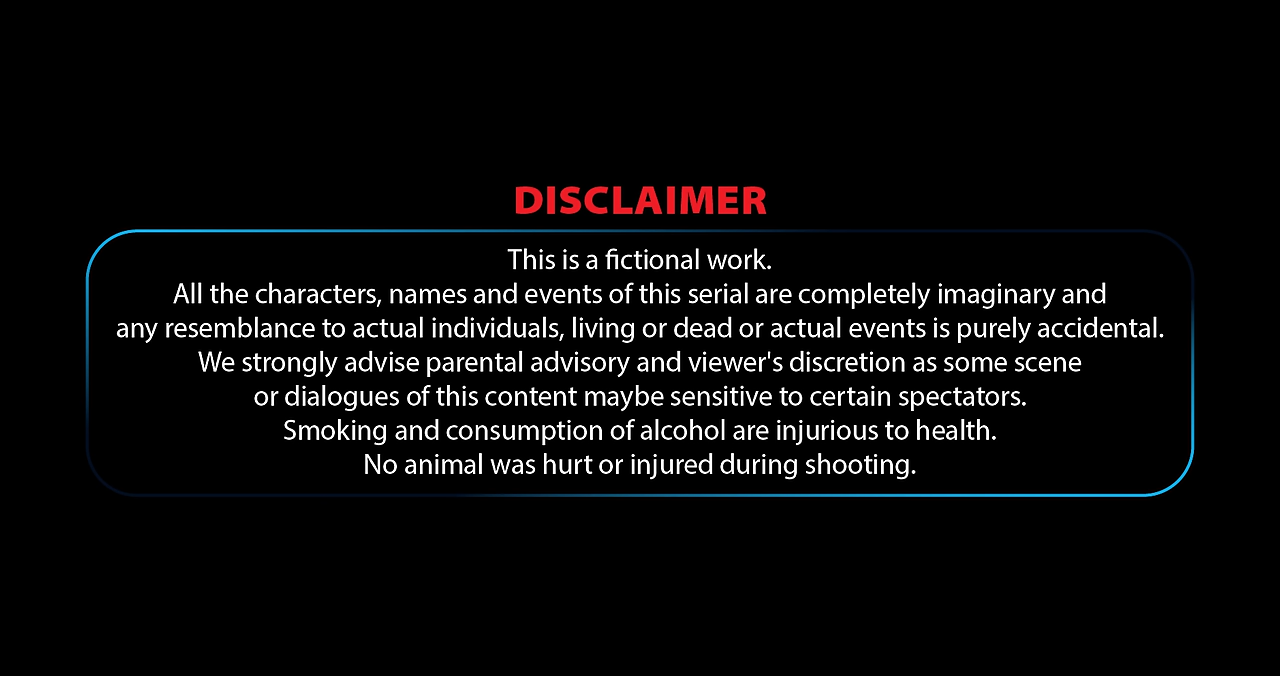 DISCLAIMER
This is a fictional work.
All the characters, names and events of this serial are completely imaginary and
any resemblance to actual individuals, living or dead or actual events is purely accidental.
We strongly advise parental advisory and viewer's discretion as some scene
or dialogues of this content maybe sensitive to certain spectators.
Smoking and consumption of alcohol are injurious to health.
No animal was hurt or injured during shooting.